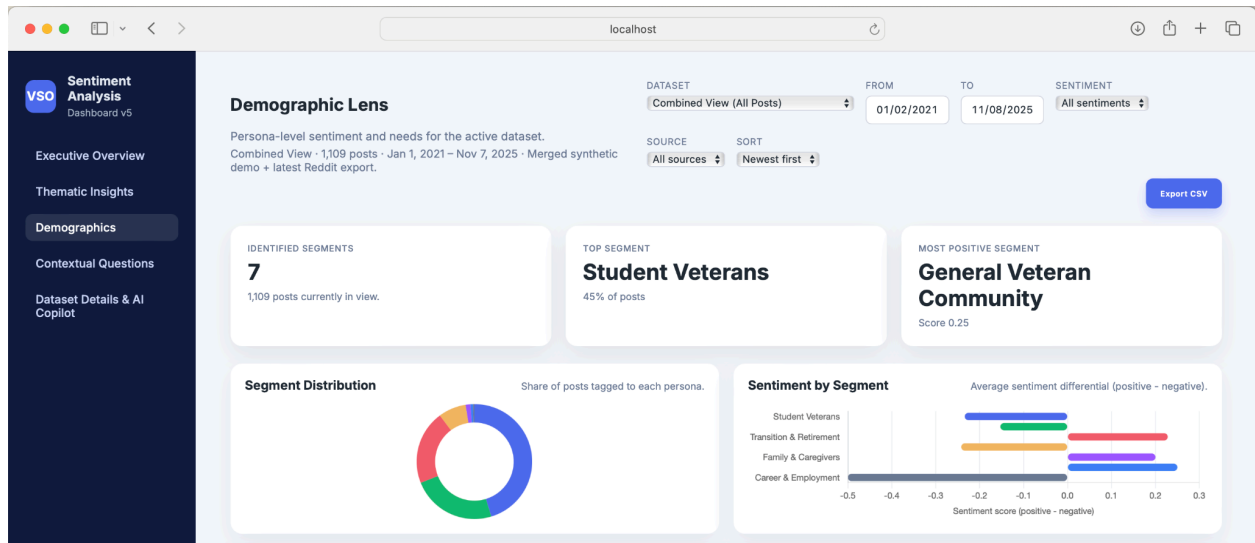 localhost
VSO
Sentiment
Analysis
Dashboard v5
Executive Overview
Thematic Insights
Demographics
Contextual Questions
Dataset Details & AI
Copilot
Demographic Lens
Persona-level sentiment and needs for the active dataset.
Combined View · 1,109 posts · Jan 1, 2021 – Nov 7, 2025 · Merged synthetic
demo + latest Reddit export.
DATASET
Combined View (All Posts)
FROM
01/02/2021
TO
11/08/2025
SENTIMENT
All sentiments
SOURCE
All sources
SORT
Newest first
Export CSV
IDENTIFIED SEGMENTS
7
1,109 posts currently in view.
TOP SEGMENT
Student Veterans
45% of posts
MOST POSITIVE SEGMENT
General Veteran
Community
Score 0.25
Segment Distribution
Share of posts tagged to each persona.
Sentiment by Segment
Average sentiment differential (positive - negative).
Student Veterans
Transition & Retirement
Family & Caregivers
Career & Employment
-0.5 -0.4 -0.3 -0.2 -0.1 0.0 0.1 0.2 0.3
Sentiment score (positive - negative)